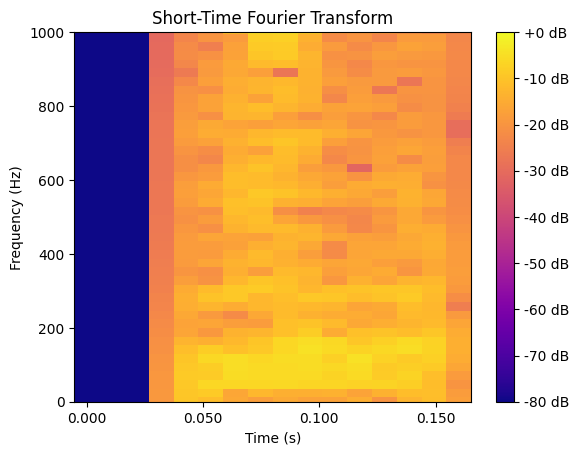 Short-Time Fourier Transform
1000
800
600
400
200
0
Frequency (Hz)
0.000
0.050
0.100
0.150
Time (s)
+0 dB
-10 dB
-20 dB
-30 dB
-40 dB
-50 dB
-60 dB
-70 dB
-80 dB